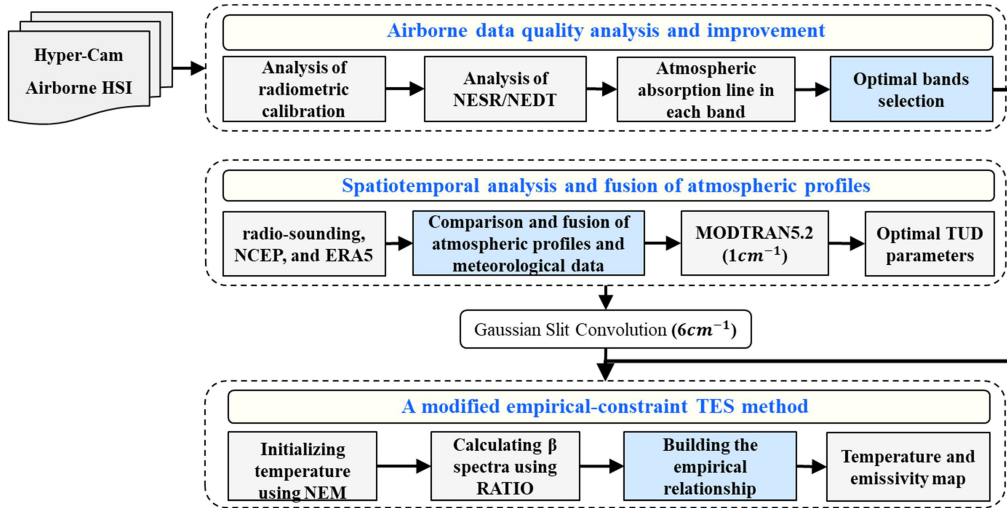 Hyper-Cam
Airborne HSI
Airborne data quality analysis and improvement
Analysis of
radiometric
calibration
Analysis of
NESR/NEDT
Atmospheric
absorption line in
each band
Optimal bands
selection
Spatiotemporal analysis and fusion of atmospheric profiles
radio-sounding,
NCEP, and ERA5
Comparison and fusion of
atmospheric profiles and
meteorological data
MODTRAN5.2
(1cm⁻¹)
Optimal TUD
parameters
Gaussian Slit Convolution (6cm⁻¹)
A modified empirical-constraint TES method
Initializing
temperature
using NEM
Calculating β
spectra using
RATIO
Building the
empirical
relationship
Temperature and
emissivity map